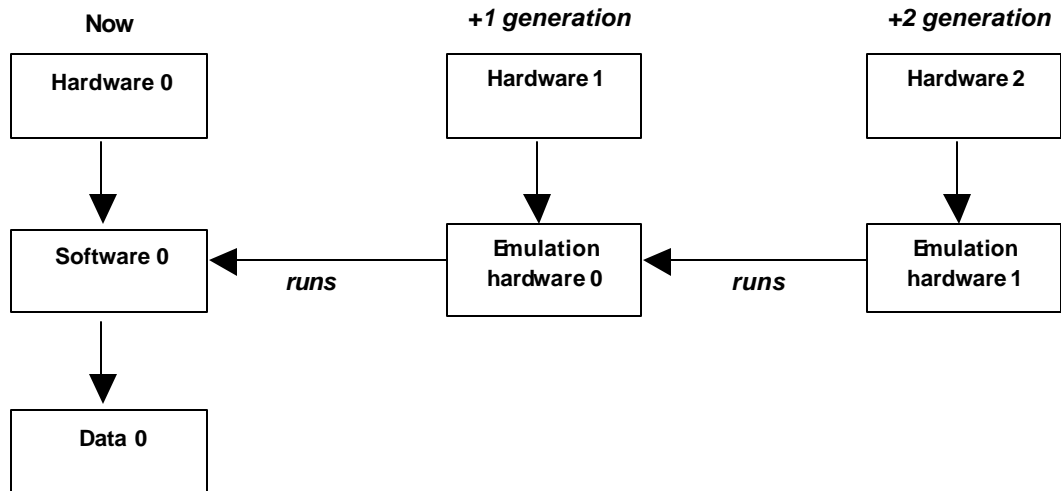 Now
+1 generation
+2 generation
Hardware 0
Hardware 1
Hardware 2
Software 0
runs
Emulation
hardware 0
runs
Emulation
hardware 1
Data 0